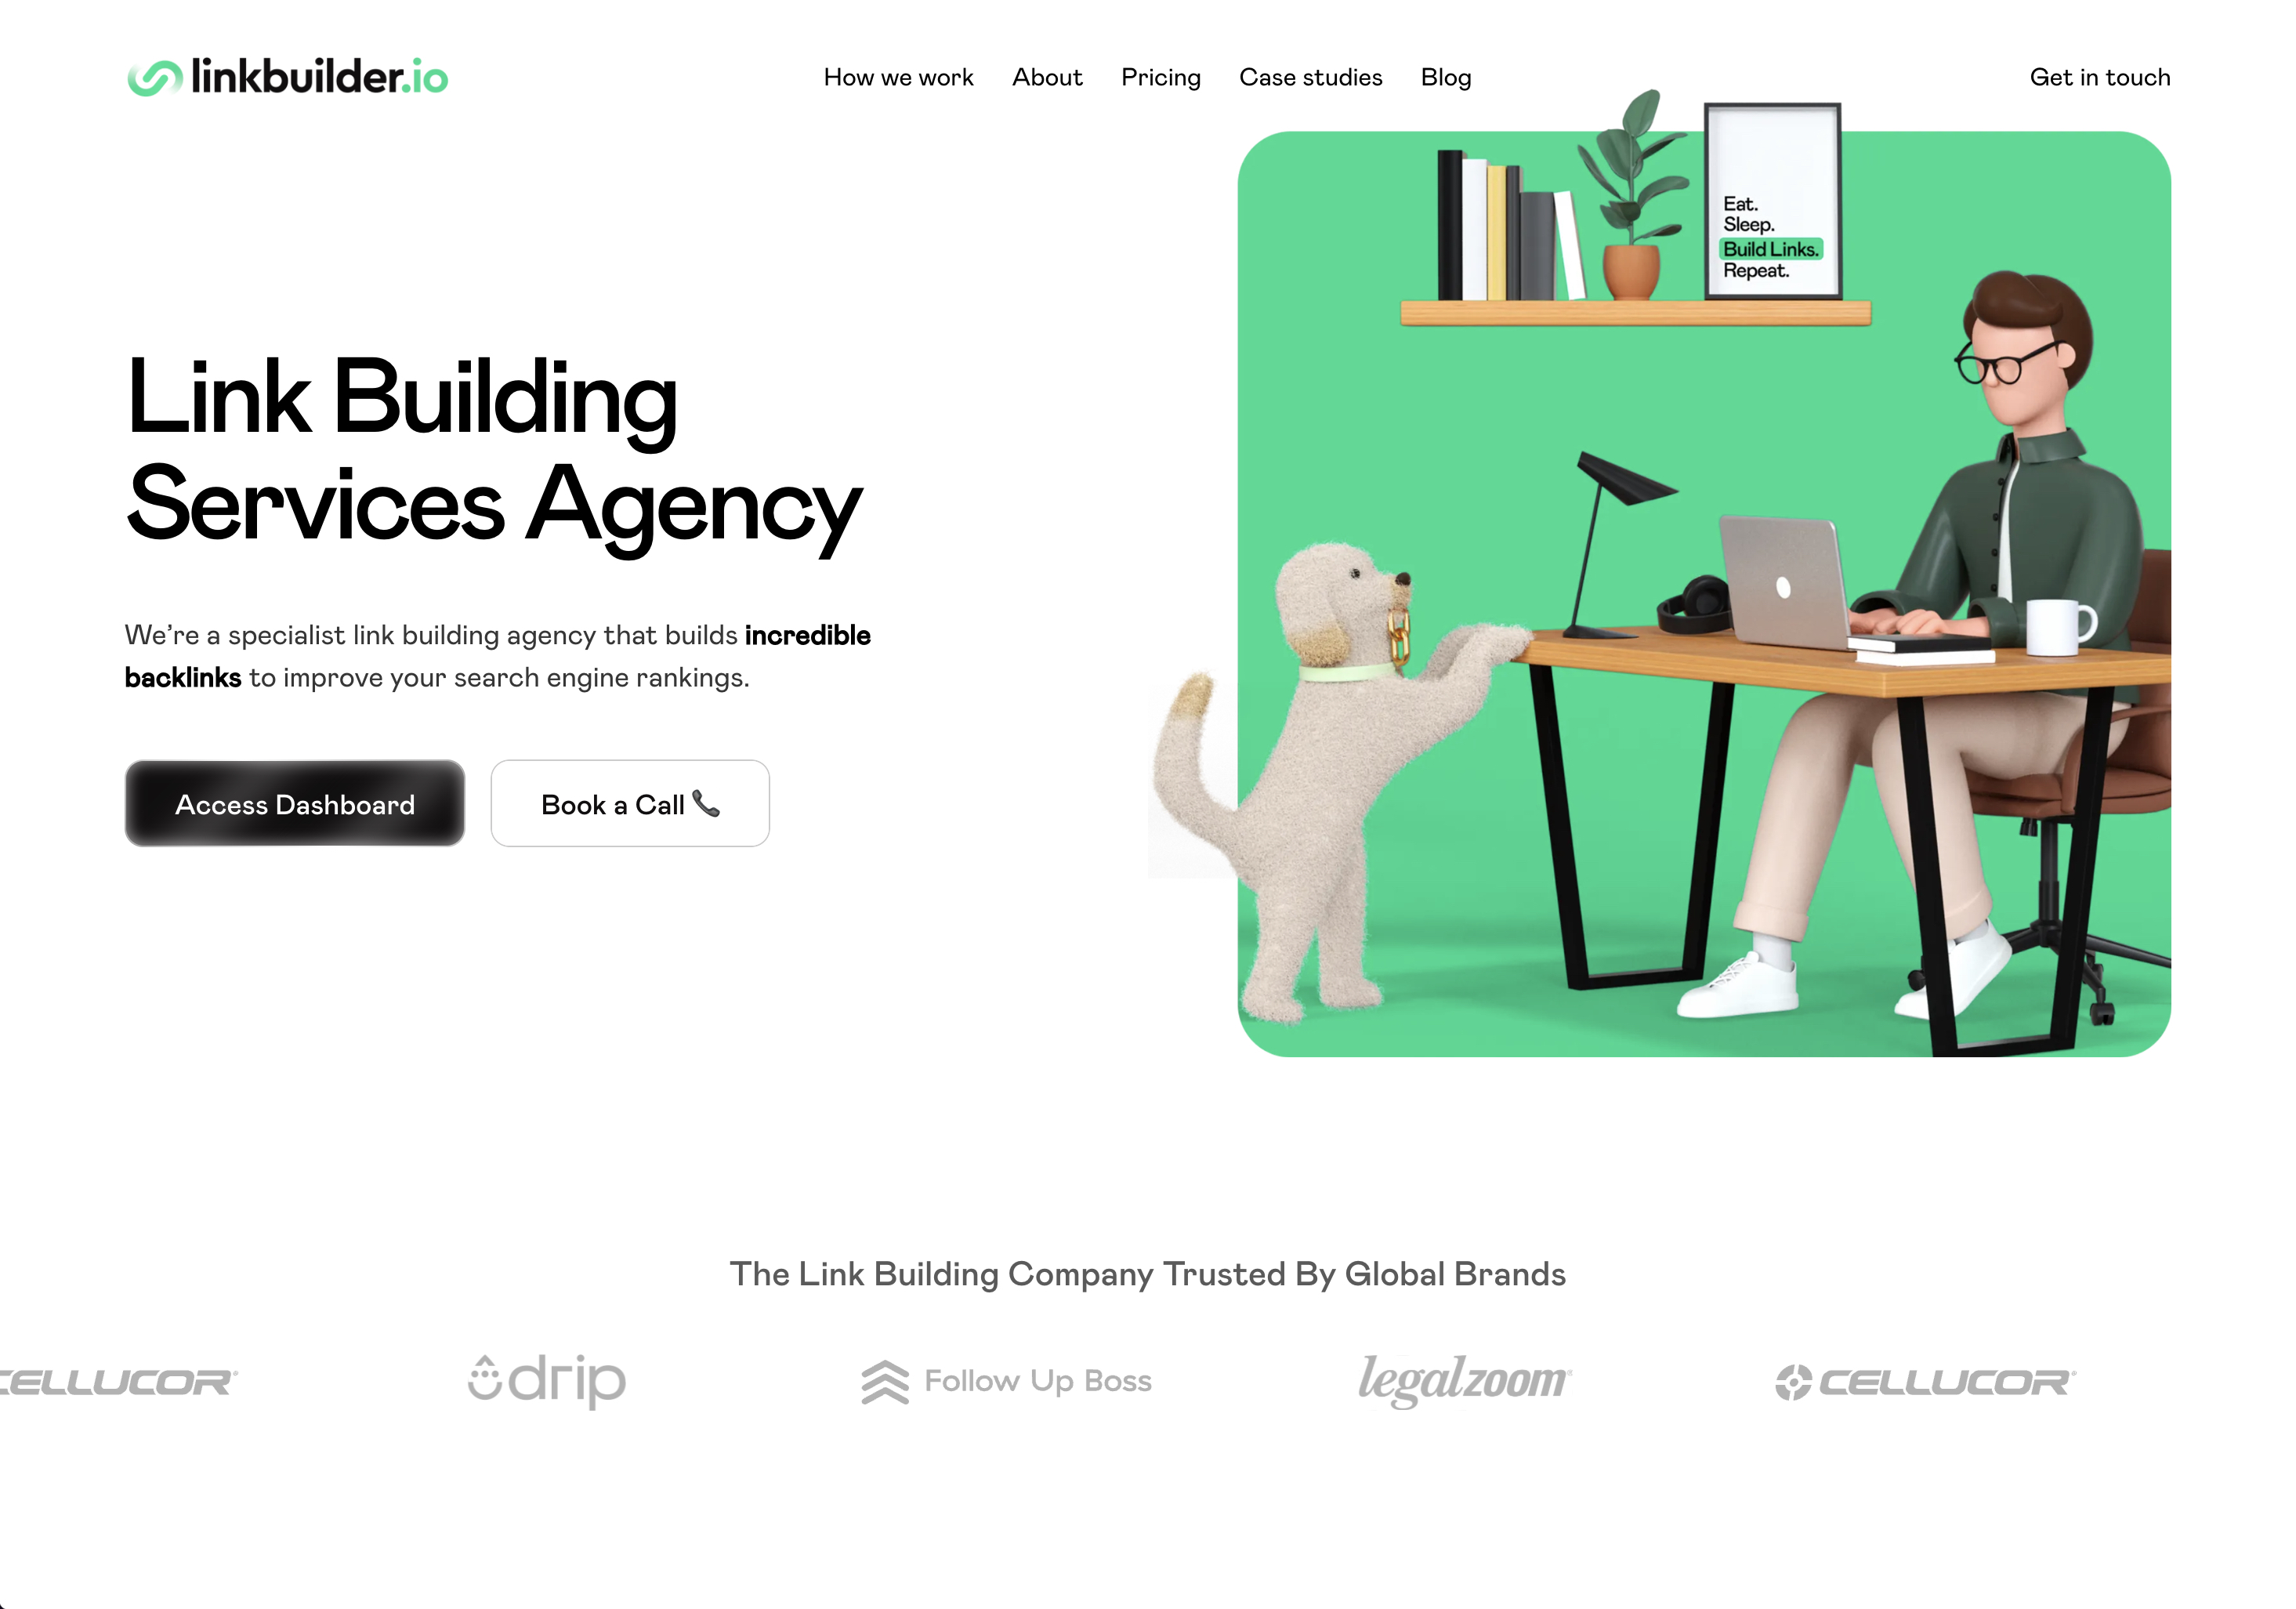 linkbuilder.io
How we work
About
Pricing
Case studies
Blog
Get in touch
Eat.
Sleep.
Build Links.
Repeat.
Link Building
Services Agency
We’re a specialist link building agency that builds incredible
backlinks to improve your search engine rankings.
Access Dashboard
Book a Call
The Link Building Company Trusted By Global Brands
CELLUCOR®
drip
Follow Up Boss
legalzoom®
CELLUCOR®